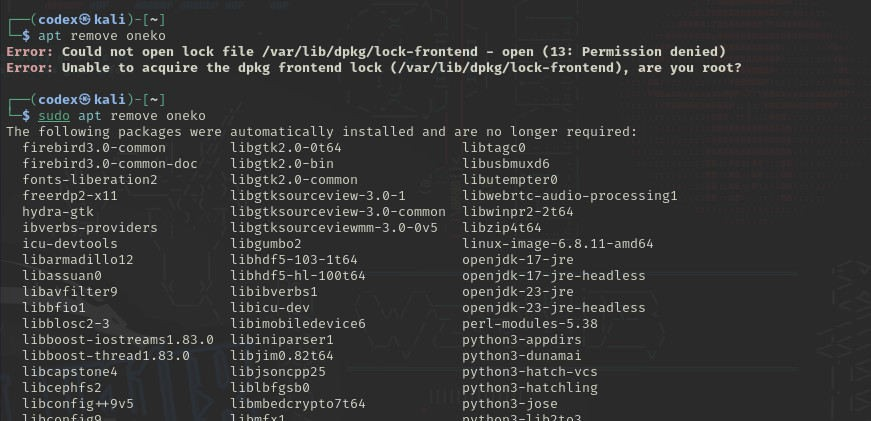 ┌──(codex㉿kali)-[~]
└─$ apt remove oneko
Error: Could not open lock file /var/lib/dpkg/lock-frontend - open (13: Permission denied)
Error: Unable to acquire the dpkg frontend lock (/var/lib/dpkg/lock-frontend), are you root?
┌──(codex㉿kali)-[~]
└─$ sudo apt remove oneko
The following packages were automatically installed and are no longer required:
firebird3.0-common libgtk2.0-0t64 libtagc0
firebird3.0-common-doc libgtk2.0-bin libusbmuxd6
fonts-liberation2 libgtk2.0-common libutempter0
freerdp2-x11 libgtksourceview-3.0-1 libwebrtc-audio-processing1
hydra-gtk libgtksourceview-3.0-common libwinpr2-2t64
ibverbs-providers libgtksourceviewmm-3.0-0v5 libzip4t64
icu-devtools libgumbo2 linux-image-6.8.11-amd64
libarmadillo12 libhdf5-103-1t64 openjdk-17-jre
libassuan0 libhdf5-hl-100t64 openjdk-17-jre-headless
libavfilter9 libibverbs1 openjdk-23-jre
libbfio1 libicu-dev openjdk-23-jre-headless
libblosc2-3 libimobiledevice6 perl-modules-5.38
libboost-iostreams1.83.0 libiniparser1 python3-appdirs
libboost-thread1.83.0 libjim0.82t64 python3-dunamai
libcapstone4 libjsoncpp25 python3-hatch-vcs
libcephfs2 liblbfgsb0 python3-hatchling
libconfig++9v5 libmbedcrypto7t64 python3-jose
libconfig9 libmfx1 python3-lib2to3